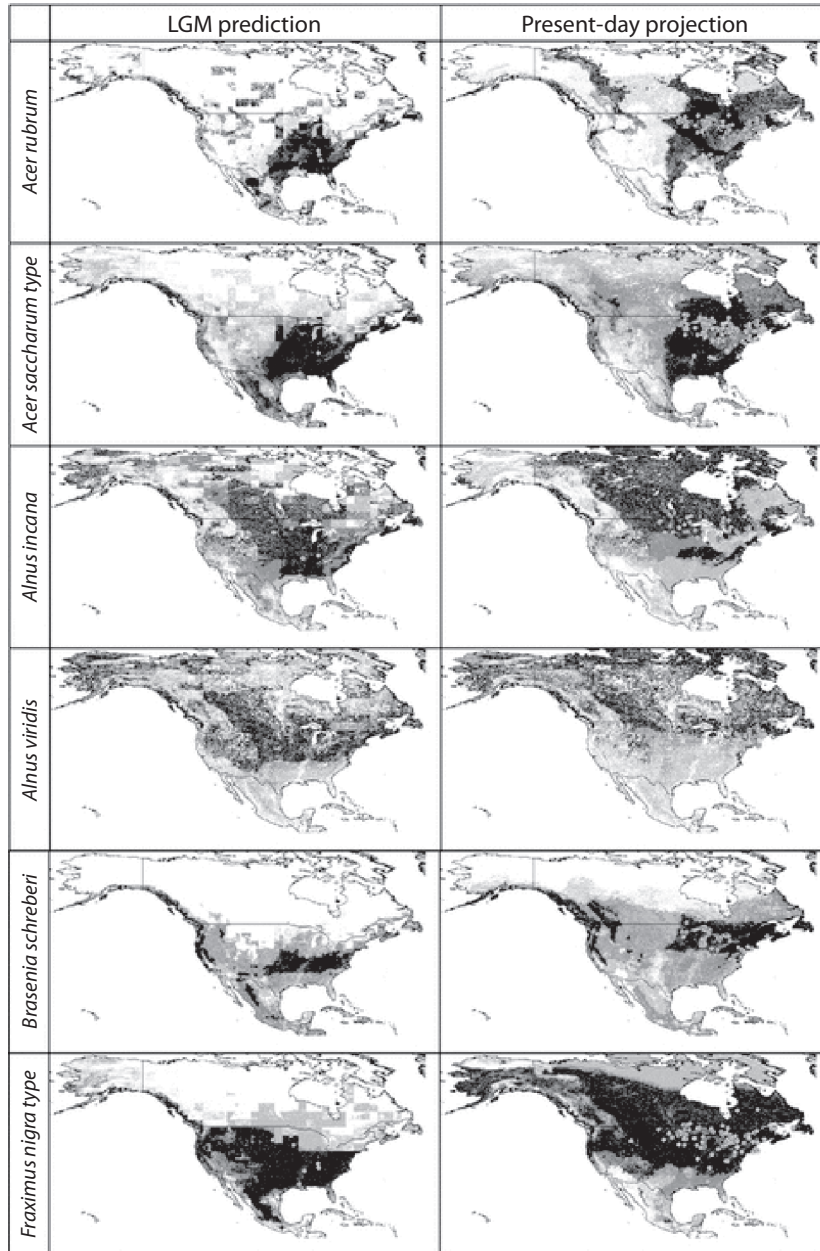 LGM prediction
Present-day projection
Acer rubrum
Acer saccharum type
Alnus incana
Alnus viridis
Brasenia schreberi
Fraximus nigra type